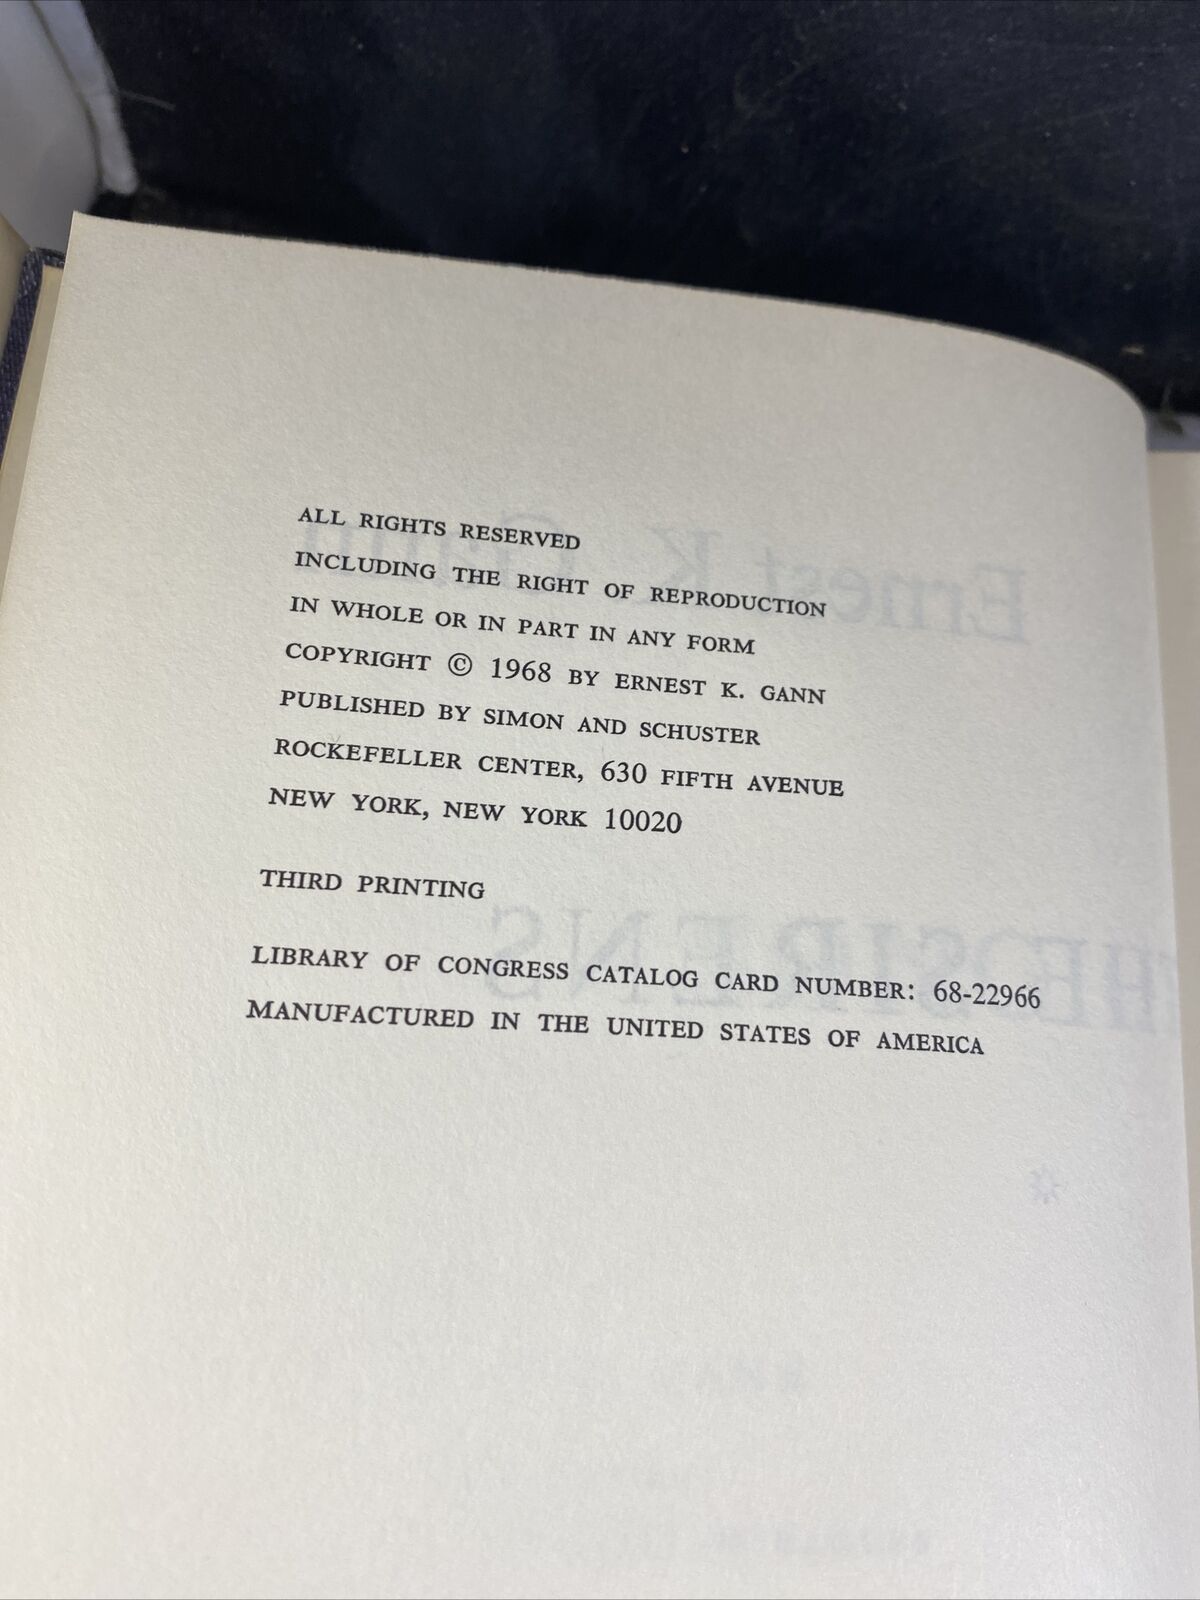 ALL RIGHTS RESERVED
INCLUDING THE RIGHT OF REPRODUCTION
IN WHOLE OR IN PART IN ANY FORM
COPYRIGHT © 1968 BY ERNEST K. GANN
PUBLISHED BY SIMON AND SCHUSTER
ROCKEFELLER CENTER, 630 FIFTH AVENUE
NEW YORK, NEW YORK 10020
THIRD PRINTING
LIBRARY OF CONGRESS CATALOG CARD NUMBER: 68-22966
MANUFACTURED IN THE UNITED STATES OF AMERICA